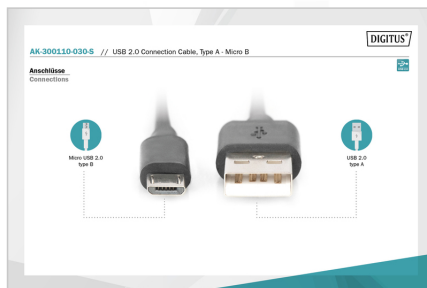 DIGITUS®
AK-300110-030-S // USB 2.0 Connection Cable, Type A - Micro B
Anschlüsse
Connections
Micro USB 2.0
type B
USB 2.0
type A